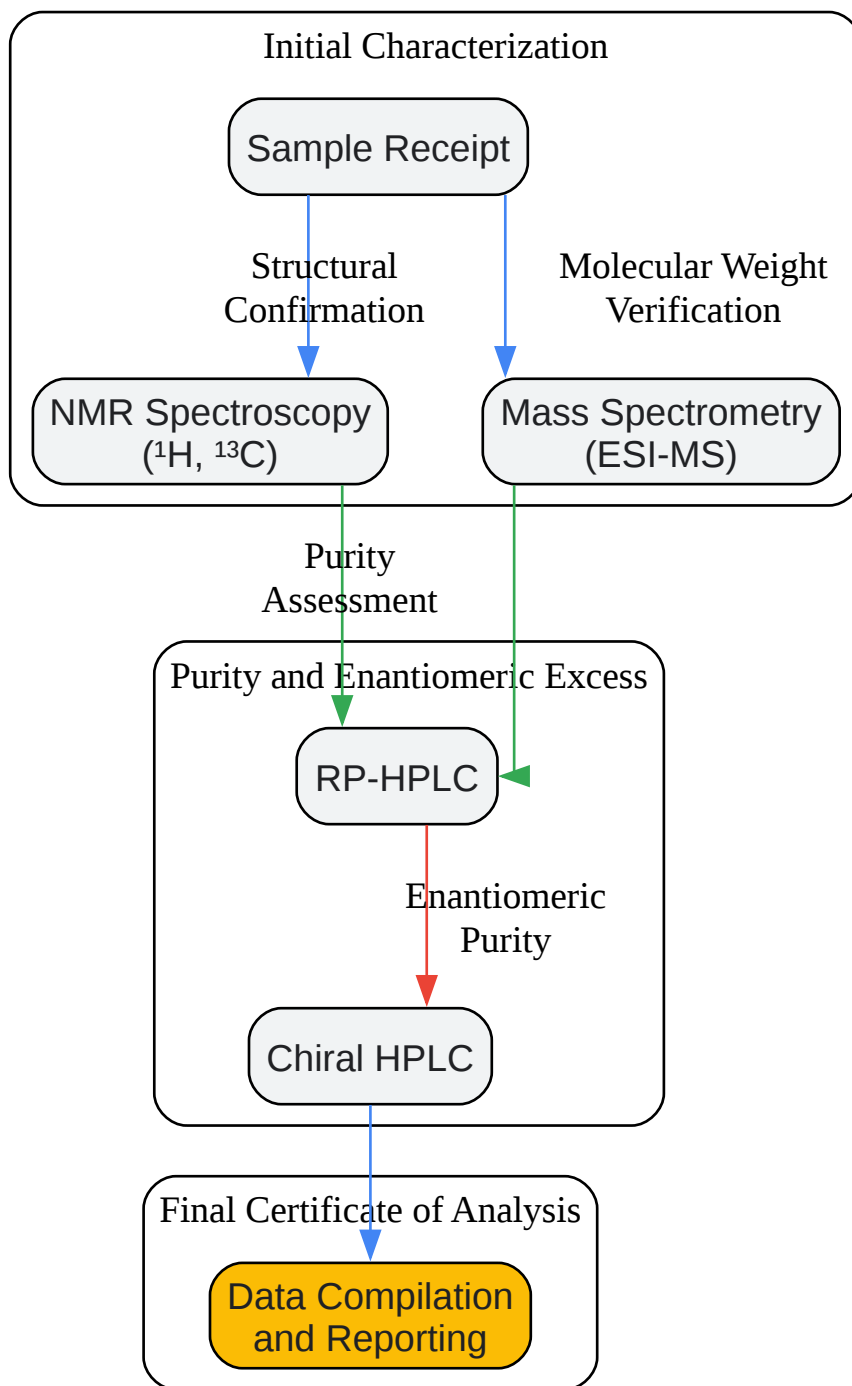 Initial Characterization
Sample Receipt
Structural
Confirmation
Molecular Weight
Verification
NMR Spectroscopy
(¹H, ¹³C)
Mass Spectrometry
(ESI-MS)
Purity
Assessment
Purity and Enantiomeric Excess
RP-HPLC
Enantiomeric
Purity
Chiral HPLC
Final Certificate of Analysis
Data Compilation
and Reporting